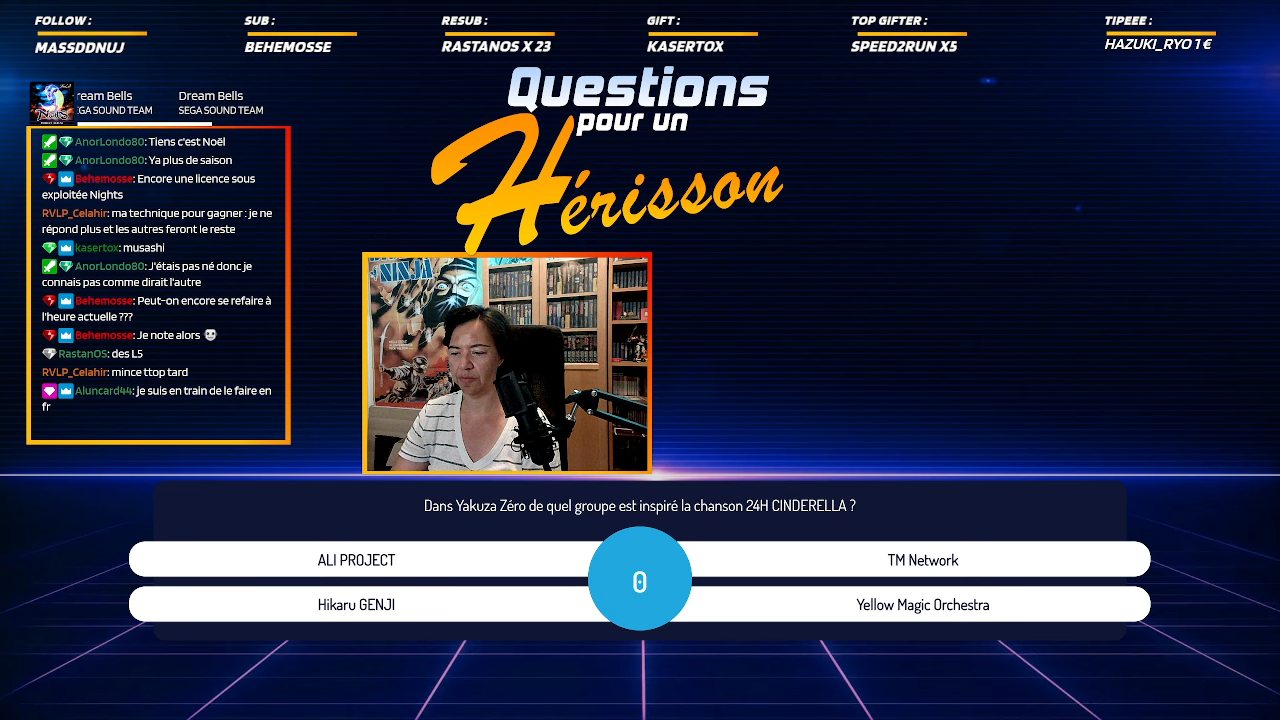 FOLLOW :
MASSDDNUJ
SUB :
BEHEMOSSE
RESUB :
RASTANOS X 23
GIFT :
KASERTOX
TOP GIFTER :
SPEED2RUN X5
TIPEEE :
HAZUKI_RYO 1 €
Questions
pour un
Hérisson
ream Bells
EGA SOUND TEAM
Dream Bells
SEGA SOUND TEAM
AnorLondo80: Tiens c'est Noël
AnorLondo80: Ya plus de saison
Behemosse: Encore une licence sous
exploitée Nights
RVLP_Celahir: ma technique pour gagner : je ne
répond plus et les autres feront le reste
kasertox: musashi
AnorLondo80: J'étais pas né donc je
connais pas comme dirait l'autre
Behemosse: Peut-on encore se refaire à
l'heure actuelle ???
Behemosse: Je note alors
RastanOS: des L5
RVLP_Celahir: mince ttop tard
Aluncard44: je suis en train de le faire en
fr
NINJA
Dans Yakuza Zéro de quel groupe est inspiré la chanson 24H CINDERELLA ?
ALI PROJECT
TM Network
0
Hikaru GENJI
Yellow Magic Orchestra